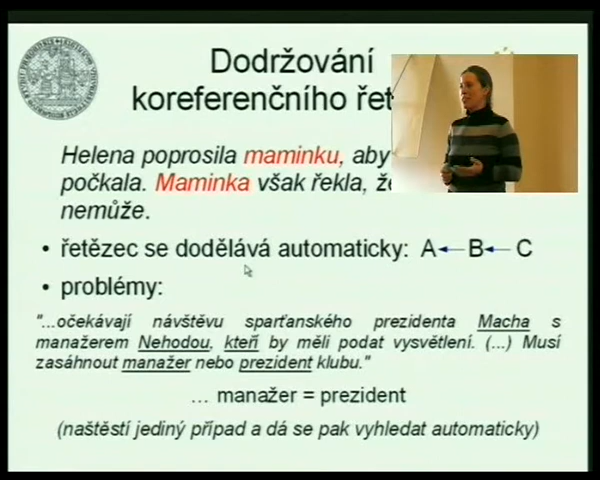 Dodržování
koreferenčního
Helena poprosila maminku, aby
počkala. Maminka však řekla,
nemůže.
• řetězec se dodělává automaticky: A B C
• problémy:
"...očekávají návštěvu sparťanského prezidenta Macha s
manažerem Nehodou, kteří by měli podat vysvětlení. (...) Musí
zasáhnout manažer nebo prezident klubu."
... manažer = prezident
(naštěstí jediný případ a dá se pak vyhledat automaticky)